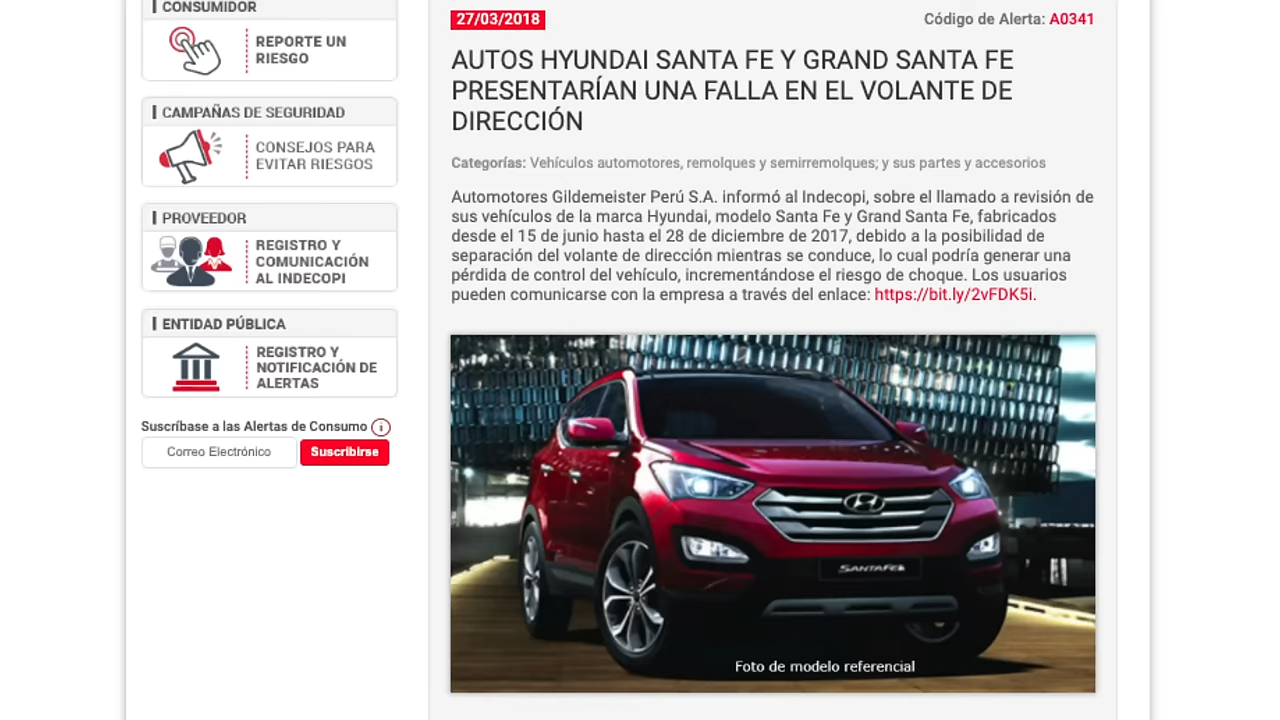 CONSUMIDOR
REPORTE UN
RIESGO
CAMPAÑAS DE SEGURIDAD
CONSEJOS PARA
EVITAR RIESGOS
PROVEEDOR
REGISTRO Y
COMUNICACIÓN
AL INDECOPI
ENTIDAD PÚBLICA
REGISTRO Y
NOTIFICACIÓN DE
ALERTAS
Suscríbase a las Alertas de Consumo i
Correo Electrónico Suscribirse
27/03/2018 Código de Alerta: A0341
AUTOS HYUNDAI SANTA FE Y GRAND SANTA FE
PRESENTARÍAN UNA FALLA EN EL VOLANTE DE
DIRECCIÓN
Categorías: Vehículos automotores, remolques y semirremolques; y sus partes y accesorios
Automotores Gildemeister Perú S.A. informó al Indecopi, sobre el llamado a revisión de
sus vehículos de la marca Hyundai, modelo Santa Fe y Grand Santa Fe, fabricados
desde el 15 de junio hasta el 28 de diciembre de 2017, debido a la posibilidad de
separación del volante de dirección mientras se conduce, lo cual podría generar una
pérdida de control del vehículo, incrementándose el riesgo de choque. Los usuarios
pueden comunicarse con la empresa a través del enlace: https://bit.ly/2vFDK5i.
SANTAFE
Foto de modelo referencial